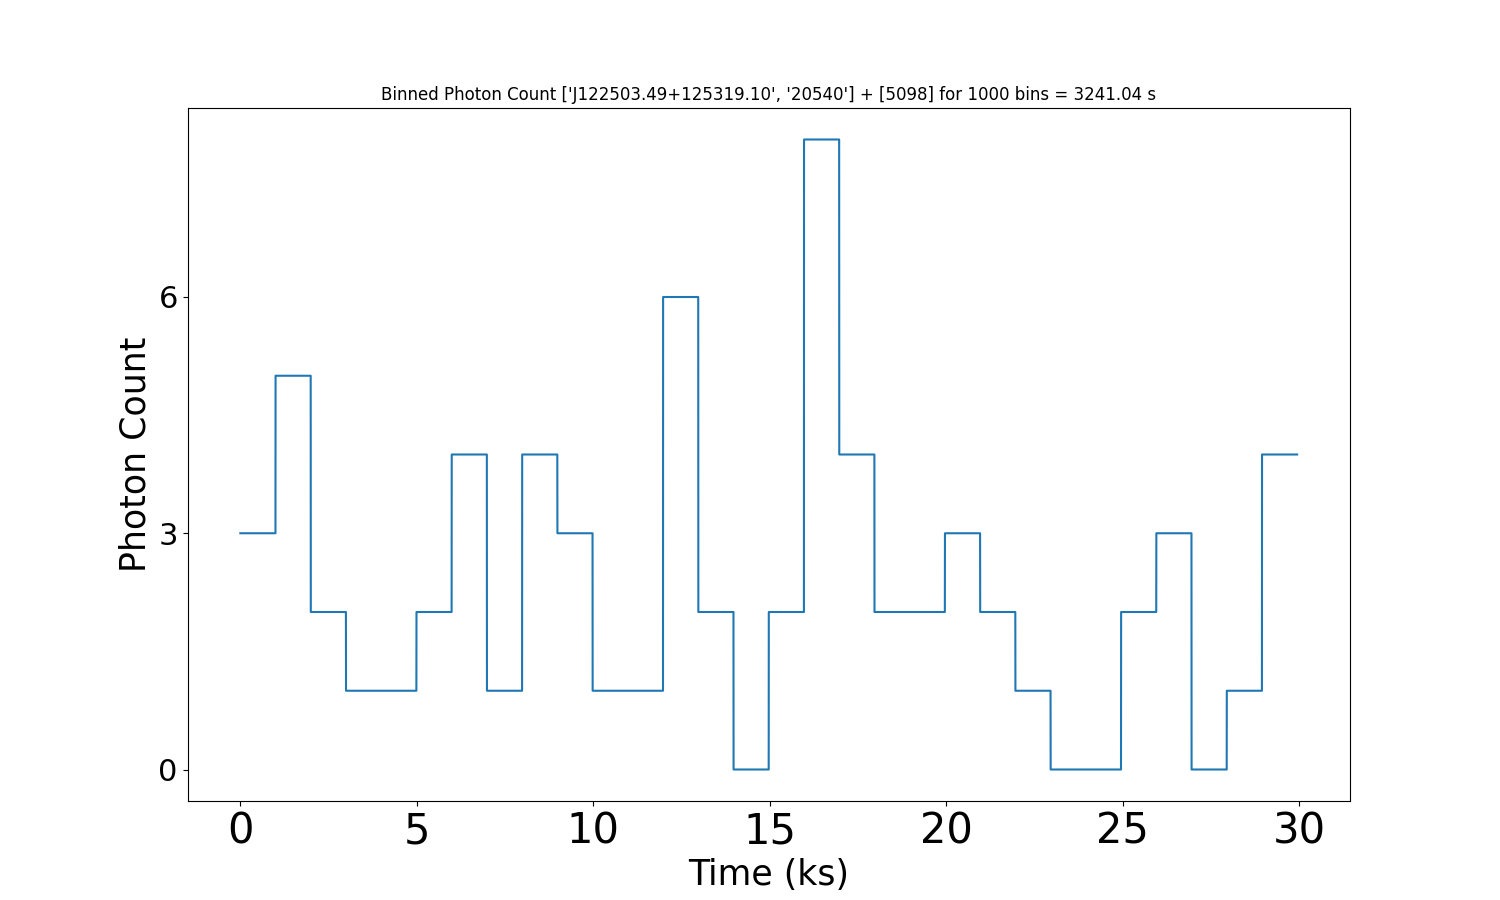 Binned Photon Count ['J122503.49+125319.10', '20540'] + [5098] for 1000 bins = 3241.04 s
Photon Count
6
3
0
0 5 10 15 20 25 30
Time (ks)